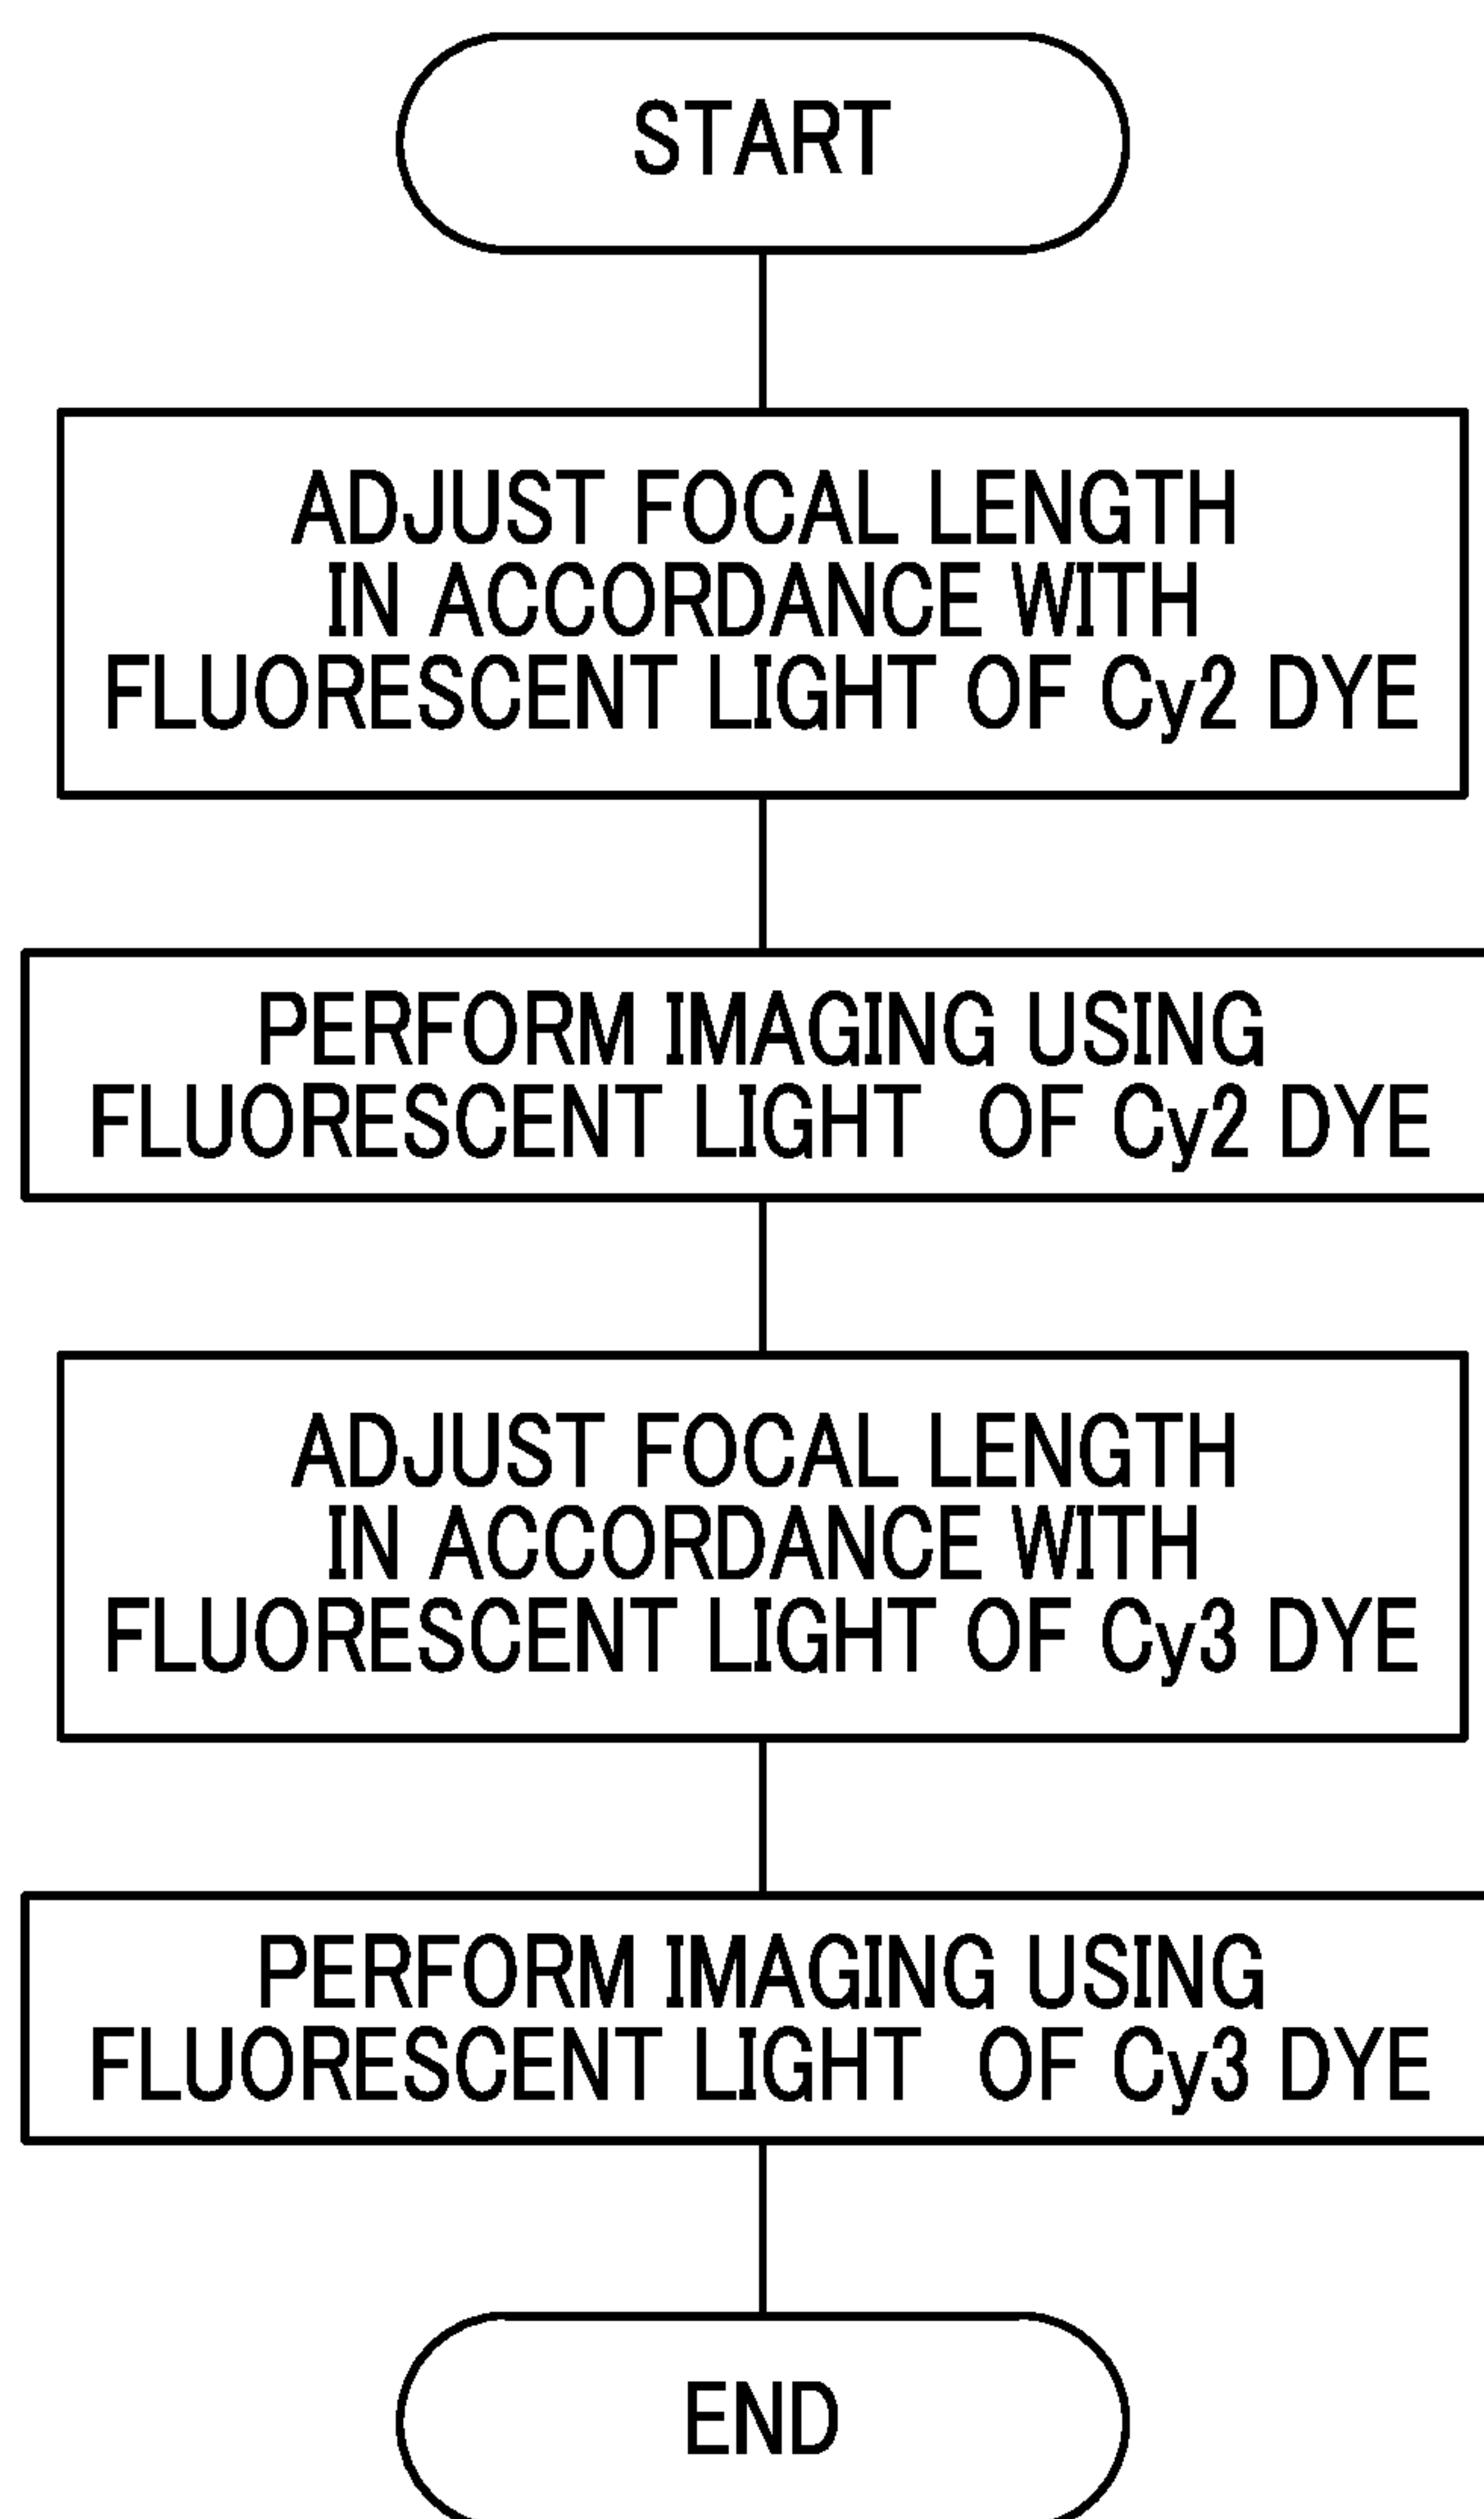 START
ADJUST FOCAL LENGTH
IN ACCORDANCE WITH
FLUORESCENT LIGHT OF Cy2 DYE
PERFORM IMAGING USING
FLUORESCENT LIGHT OF Cy2 DYE
ADJUST FOCAL LENGTH
IN ACCORDANCE WITH
FLUORESCENT LIGHT OF Cy3 DYE
PERFORM IMAGING USING
FLUORESCENT LIGHT OF Cy3 DYE
END